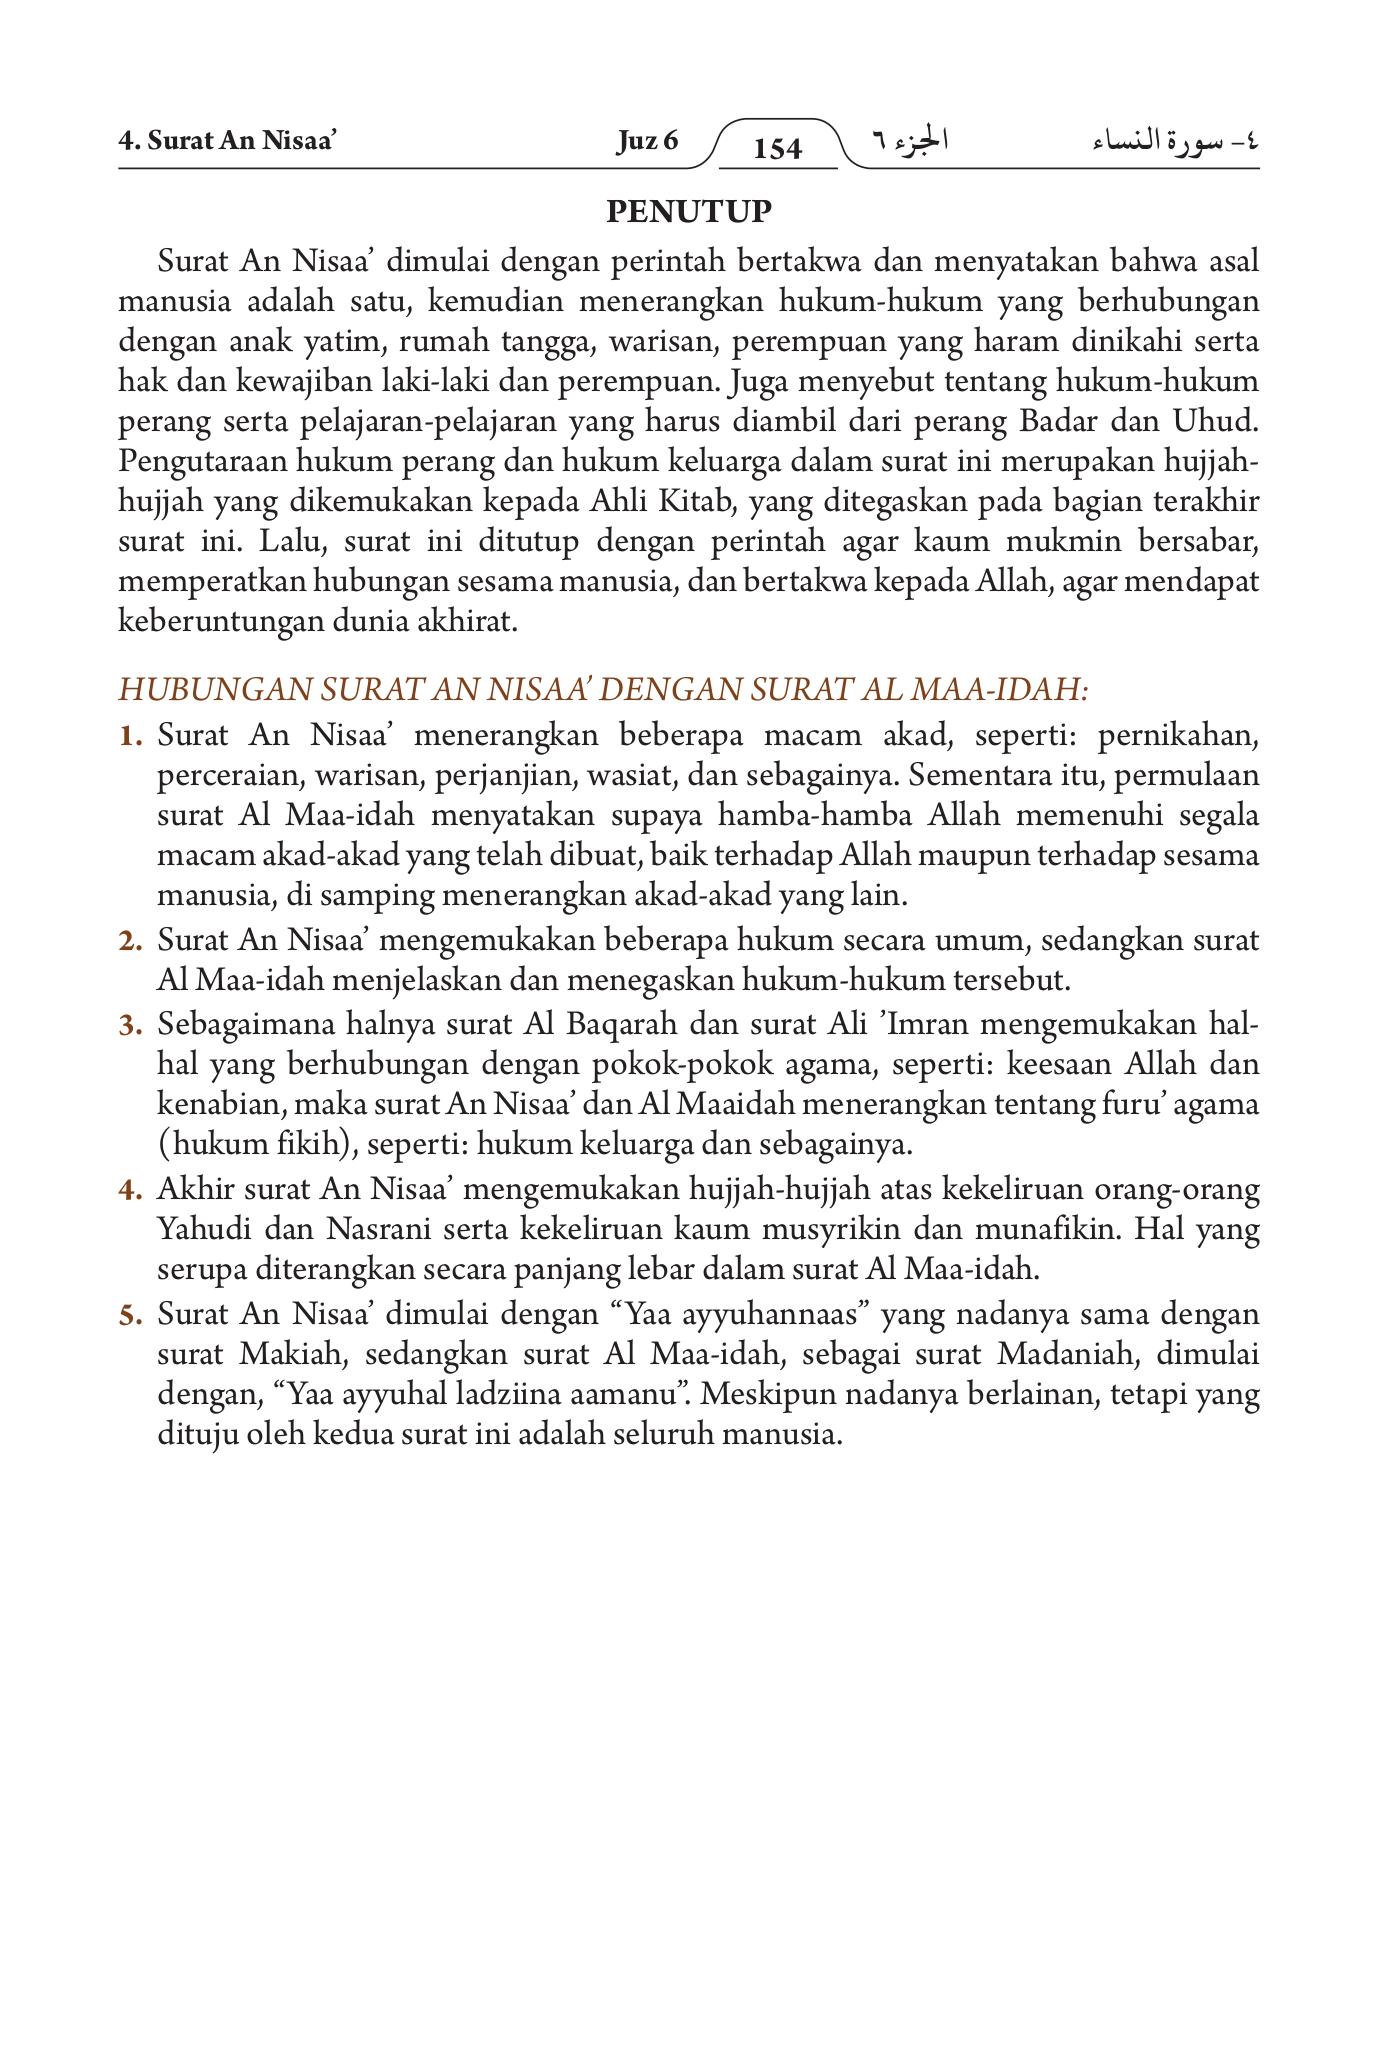 4. Surat An Nisaa’ Juz 6 154 الجزء ٦ ٤- سورة النساء
PENUTUP
Surat An Nisaa’ dimulai dengan perintah bertakwa dan menyatakan bahwa asal
manusia adalah satu, kemudian menerangkan hukum-hukum yang berhubungan
dengan anak yatim, rumah tangga, warisan, perempuan yang haram dinikahi serta
hak dan kewajiban laki-laki dan perempuan. Juga menyebut tentang hukum-hukum
perang serta pelajaran-pelajaran yang harus diambil dari perang Badar dan Uhud.
Pengutaraan hukum perang dan hukum keluarga dalam surat ini merupakan hujjah-
hujjah yang dikemukakan kepada Ahli Kitab, yang ditegaskan pada bagian terakhir
surat ini. Lalu, surat ini ditutup dengan perintah agar kaum mukmin bersabar,
memperatkan hubungan sesama manusia, dan bertakwa kepada Allah, agar mendapat
keberuntungan dunia akhirat.
HUBUNGAN SURAT AN NISAA’ DENGAN SURAT AL MAA-IDAH:
1. Surat An Nisaa’ menerangkan beberapa macam akad, seperti: pernikahan,
perceraian, warisan, perjanjian, wasiat, dan sebagainya. Sementara itu, permulaan
surat Al Maa-idah menyatakan supaya hamba-hamba Allah memenuhi segala
macam akad-akad yang telah dibuat, baik terhadap Allah maupun terhadap sesama
manusia, di samping menerangkan akad-akad yang lain.
2. Surat An Nisaa’ mengemukakan beberapa hukum secara umum, sedangkan surat
Al Maa-idah menjelaskan dan menegaskan hukum-hukum tersebut.
3. Sebagaimana halnya surat Al Baqarah dan surat Ali ’Imran mengemukakan hal-
hal yang berhubungan dengan pokok-pokok agama, seperti: keesaan Allah dan
kenabian, maka surat An Nisaa’ dan Al Maaidah menerangkan tentang furu’ agama
(hukum fikih), seperti: hukum keluarga dan sebagainya.
4. Akhir surat An Nisaa’ mengemukakan hujjah-hujjah atas kekeliruan orang-orang
Yahudi dan Nasrani serta kekeliruan kaum musyrikin dan munafikin. Hal yang
serupa diterangkan secara panjang lebar dalam surat Al Maa-idah.
5. Surat An Nisaa’ dimulai dengan “Yaa ayyuhannaas” yang nadanya sama dengan
surat Makiah, sedangkan surat Al Maa-idah, sebagai surat Madaniah, dimulai
dengan, “Yaa ayyuhal ladziina aamanu”. Meskipun nadanya berlainan, tetapi yang
dituju oleh kedua surat ini adalah seluruh manusia.